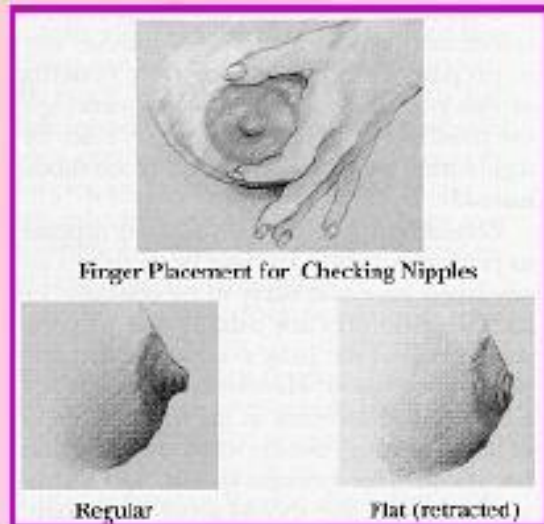 Finger Placement for Checking Nipples
Regular
Flat (retracted)